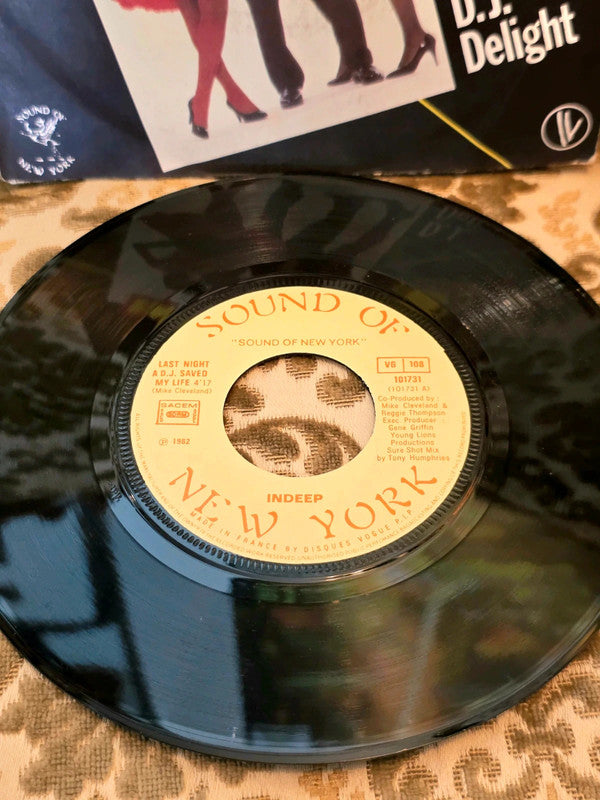 D.J.
Delight
SOUND OF
NEW YORK
SOUND OF
"SOUND OF NEW YORK"
LAST NIGHT
A D.J. SAVED
MY LIFE 4'17
(Mike Cleveland)
SACEM
℗ 1982
VG 108
101731
(101731 A)
Co-Produced by :
Mike Cleveland &
Reggie Thompson
Exec. Producer :
Gene Griffin
Young Lions
Productions
Sure Shot Mix
by Tony Humphries
INDEEP
NEW YORK
MADE IN FRANCE BY DISQUES VOGUE P.I.P.